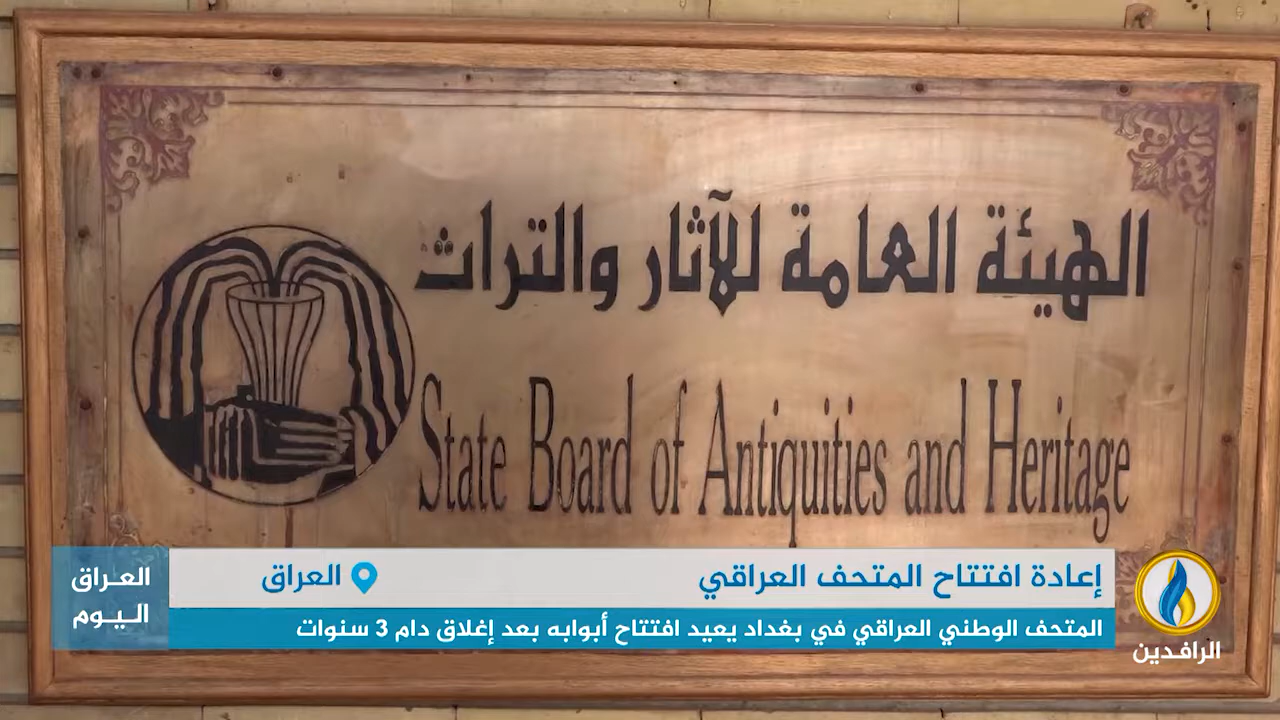 الهيئة العامة للآثار والتراث
State Board of Antiquities and Heritage
إعادة افتتاح المتحف العراقي
العراق
المتحف الوطني العراقي في بغداد يعيد افتتاح أبوابه بعد إغلاق دام 3 سنوات
العراق
اليوم
الرافدين